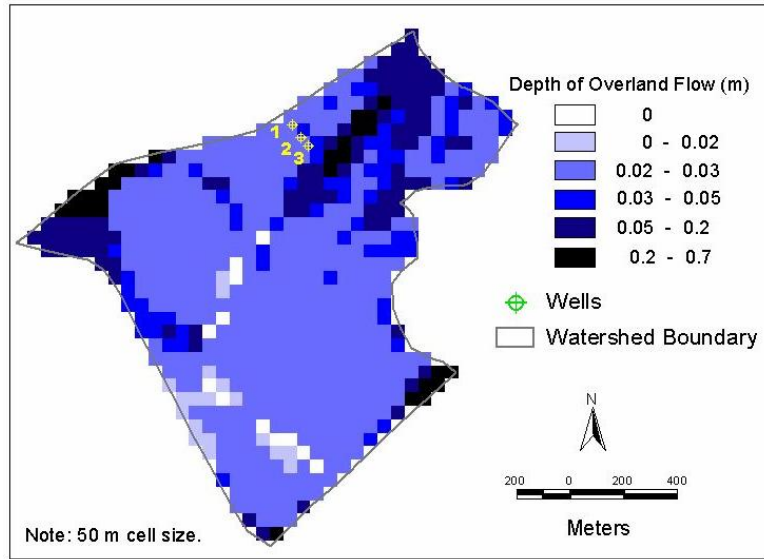 Depth of Overland Flow (m)
0
0 - 0.02
0.02 - 0.03
0.03 - 0.05
0.05 - 0.2
0.2 - 0.7
Wells
Watershed Boundary
1
2
3
N
200 0 200 400
Meters
Note: 50 m cell size.